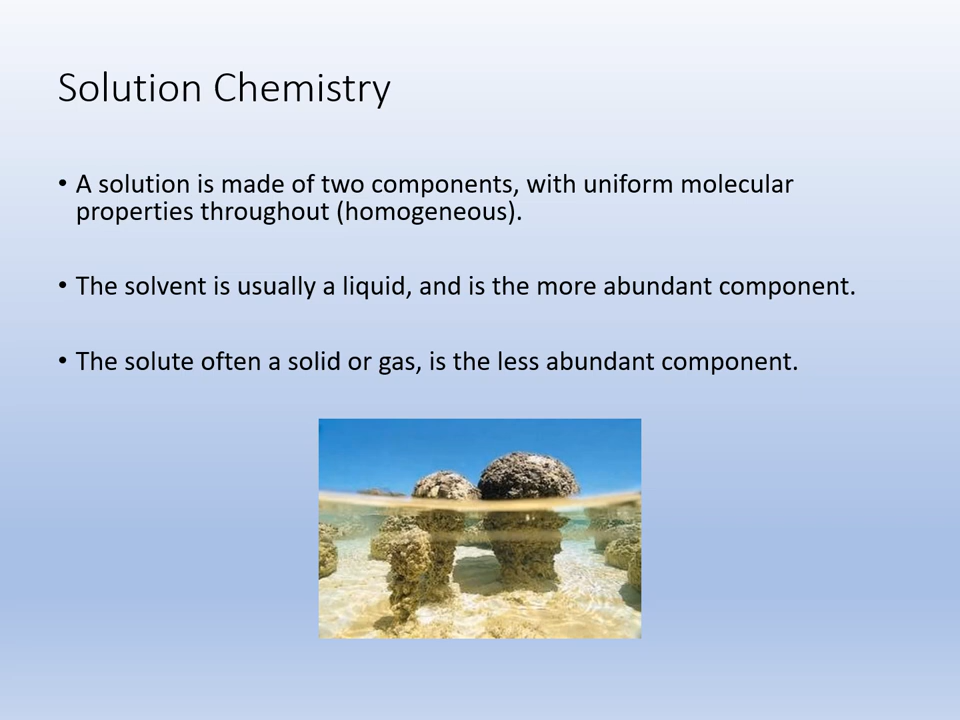 Solution Chemistry
• A solution is made of two components, with uniform molecular
properties throughout (homogeneous).
• The solvent is usually a liquid, and is the more abundant component.
• The solute often a solid or gas, is the less abundant component.